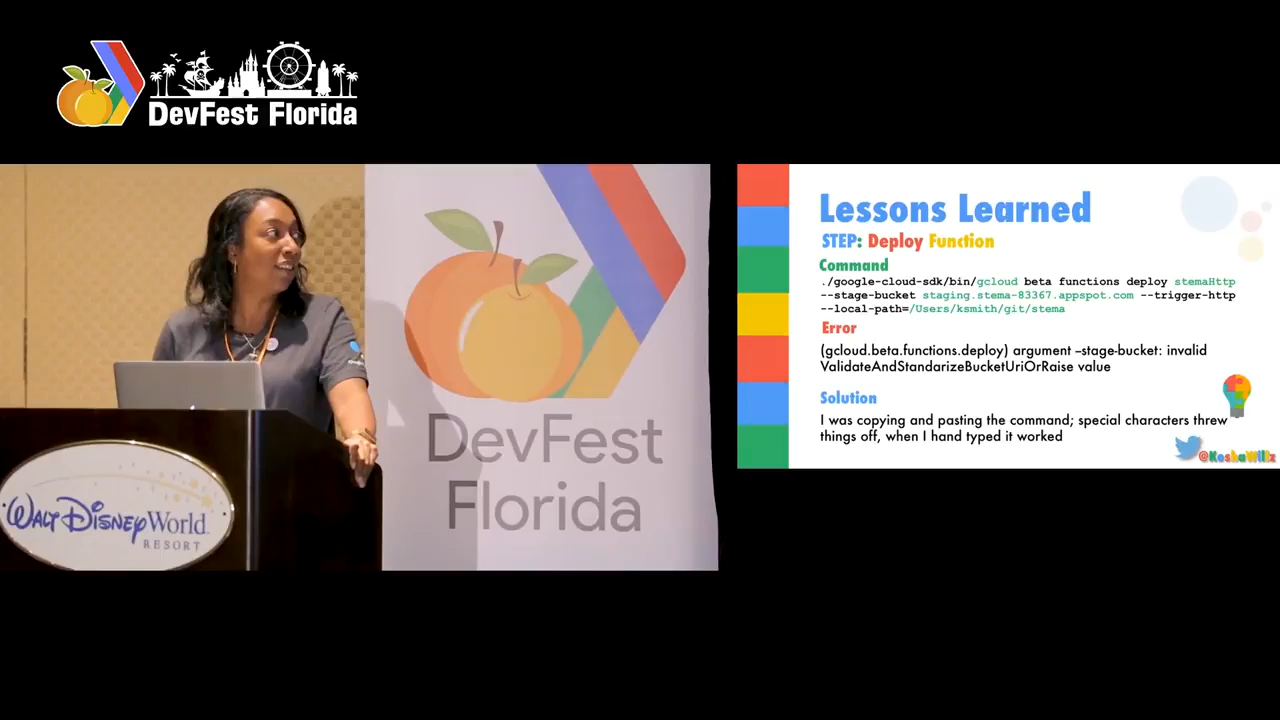 DevFest Florida
DevFest
Florida
Walt Disney World
RESORT
Lessons Learned
STEP: Deploy Function
Command
./google-cloud-sdk/bin/gcloud beta functions deploy stemaHttp
--stage-bucket staging.stema-83367.appspot.com --trigger-http
--local-path=/Users/ksmith/git/stema
Error
(gcloud.beta.functions.deploy) argument –stage-bucket: invalid
ValidateAndStandarizeBucketUriOrRaise value
Solution
I was copying and pasting the command; special characters threw
things off, when I hand typed it worked
@KoshaWillz